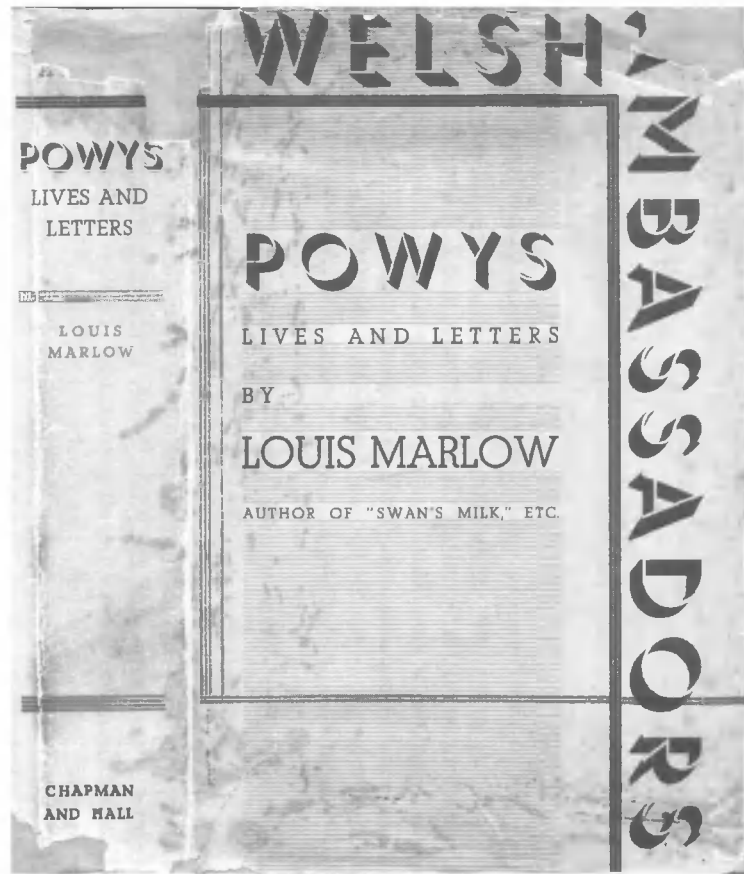 POWYS
LIVES AND
LETTERS
LOUIS
MARLOW
CHAPMAN
AND HALL
WELSH
AMBASSADORS
POWYS
LIVES AND LETTERS
BY
LOUIS MARLOW
AUTHOR OF "SWAN'S MILK," ETC.